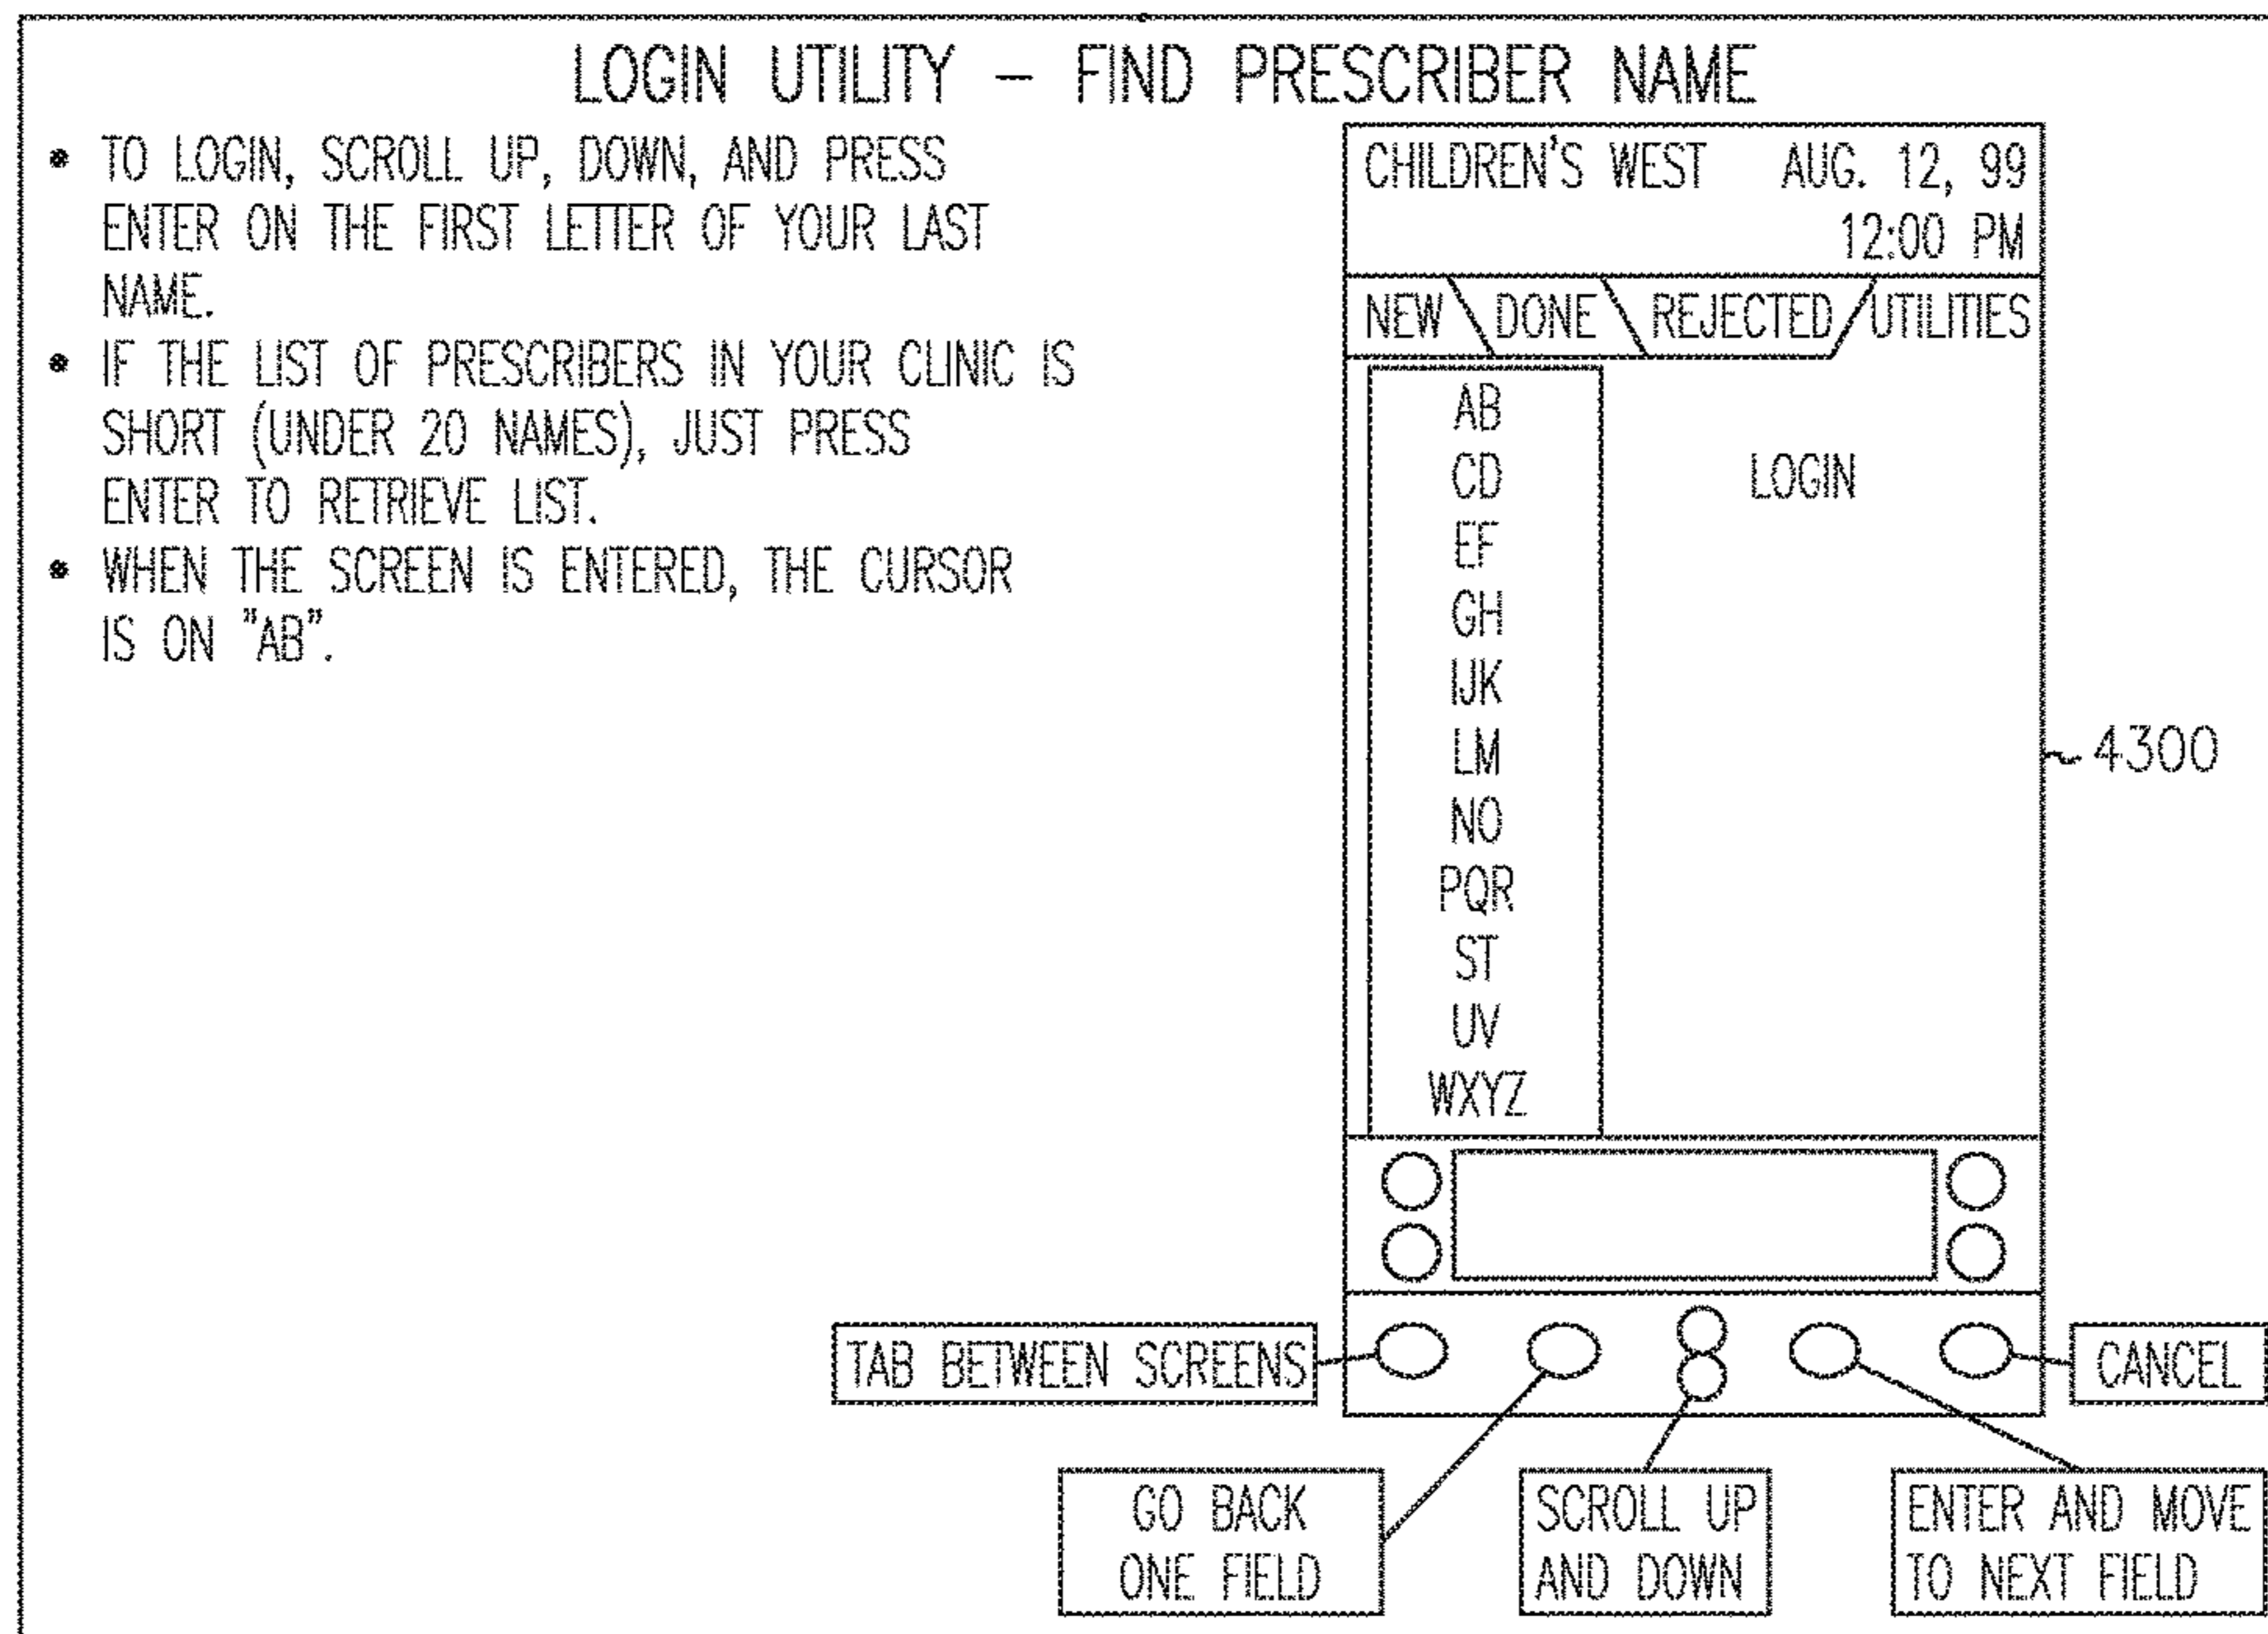 LOGIN UTILITY – FIND PRESCRIBER NAME
• TO LOGIN, SCROLL UP, DOWN, AND PRESS
ENTER ON THE FIRST LETTER OF YOUR LAST
NAME.
• IF THE LIST OF PRESCRIBERS IN YOUR CLINIC IS
SHORT (UNDER 20 NAMES), JUST PRESS
ENTER TO RETRIEVE LIST.
• WHEN THE SCREEN IS ENTERED, THE CURSOR
IS ON "AB".
CHILDREN'S WEST AUG. 12, 99
12:00 PM
NEW DONE REJECTED UTILITIES
AB
CD
LOGIN
EF
GH
IJK
LM
4300
NO
PQR
ST
UV
WXYZ
TAB BETWEEN SCREENS
CANCEL
GO BACK
ONE FIELD
SCROLL UP
AND DOWN
ENTER AND MOVE
TO NEXT FIELD